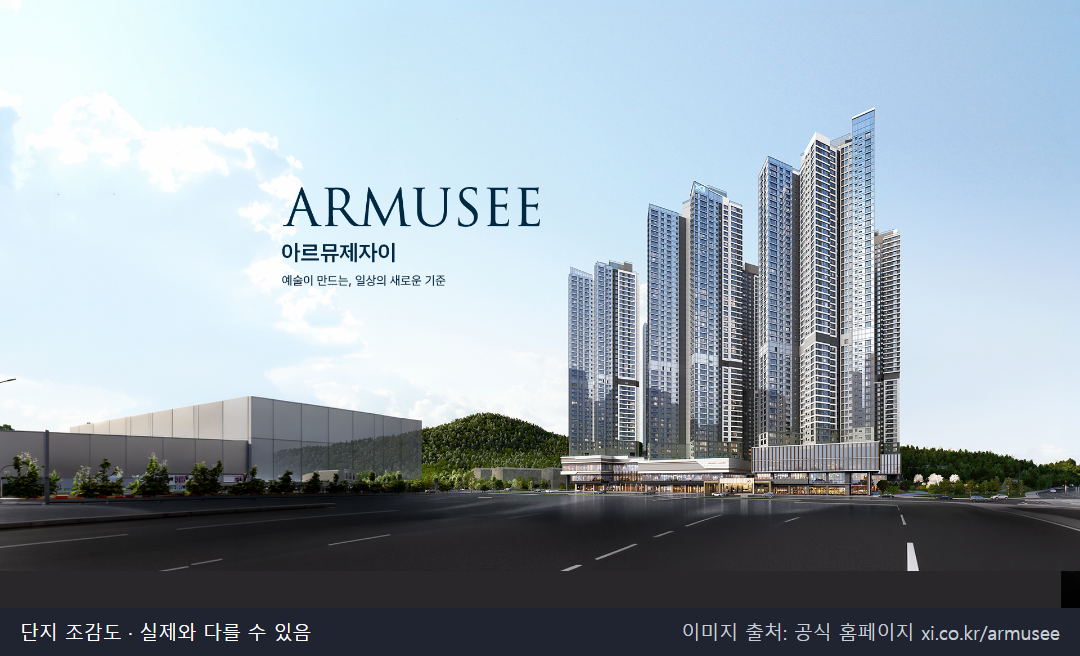 ARMUSEE
아르뮤제자이
예술이 만드는, 일상의 새로운 기준
단지 조감도 · 실제와 다를 수 있음
이미지 출처: 공식 홈페이지 xi.co.kr/armusee